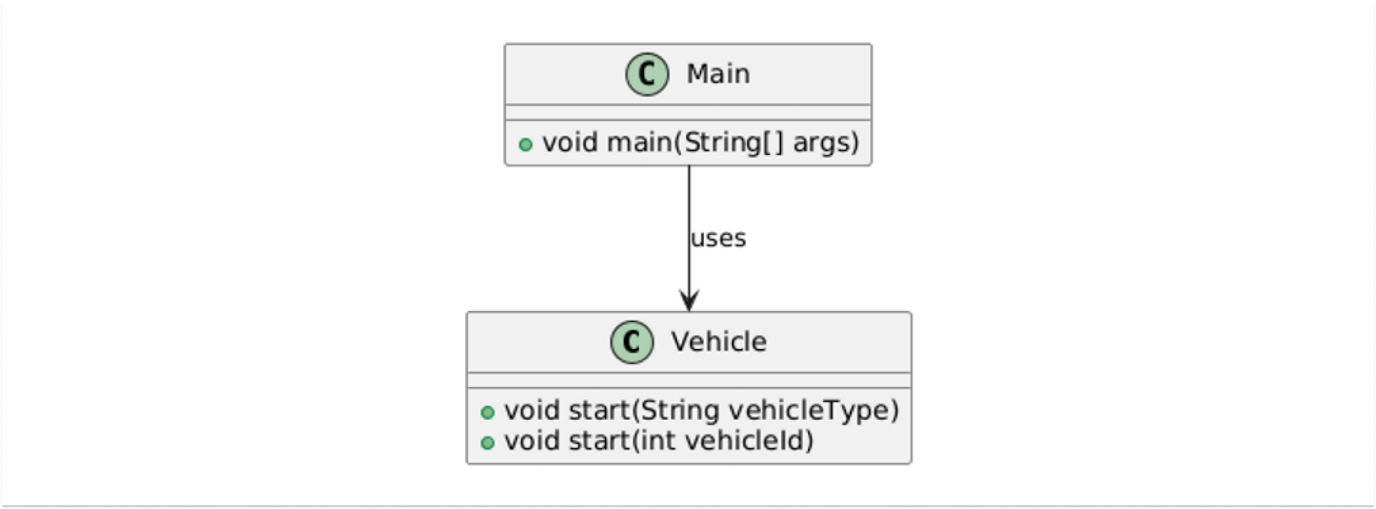 C Main
void main(String[] args)
uses
C Vehicle
void start(String vehicleType)
void start(int vehicleId)